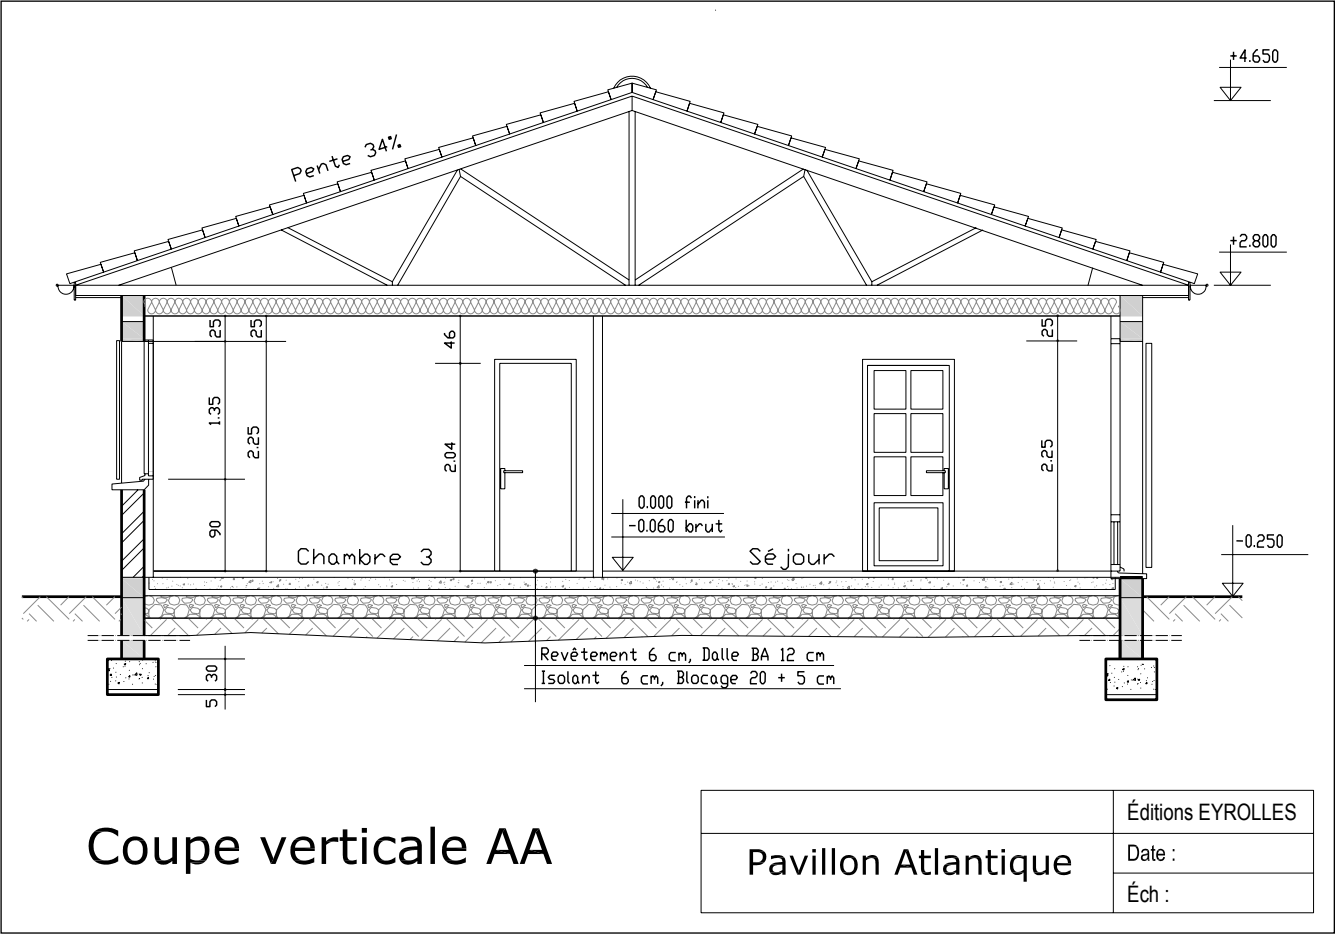 +4.650
Pente 34%
+2.800
25
25
46
25
1.35
2.25
2.04
2.25
90
0.000 fini
-0.060 brut
-0.250
Chambre 3
Séjour
30
5
Revêtement 6 cm, Dalle BA 12 cm
Isolant 6 cm, Blocage 20 + 5 cm
Coupe verticale AA
Pavillon Atlantique
Éditions EYROLLES
Date :
Éch :